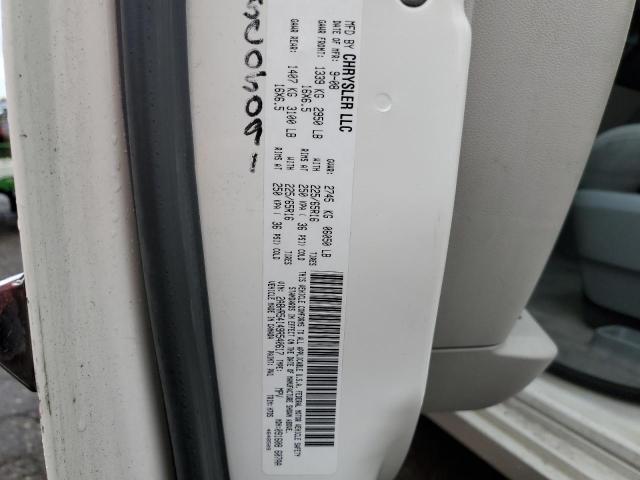 MFD BY CHRYSLER LLC
DATE OF MFR: 9-08 GVWR: 2745 KG 06050 LB
GAWR FRONT: 1339 KG 2950 LB WITH 225/65R16 TIRES
16X6.5 RIMS AT 250 KPA ( 36 PSI) COLD
GAWR REAR: 1407 KG 3100 LB WITH 225/65R16 TIRES
16X6.5 RIMS AT 250 KPA ( 36 PSI) COLD
THIS VEHICLE CONFORMS TO ALL APPLICABLE U.S.A. FEDERAL MOTOR VEHICLE SAFETY
STANDARDS IN EFFECT ON THE DATE OF MANUFACTURE SHOWN ABOVE.
TYPE: MPV
VEHICLE MADE IN CANADA